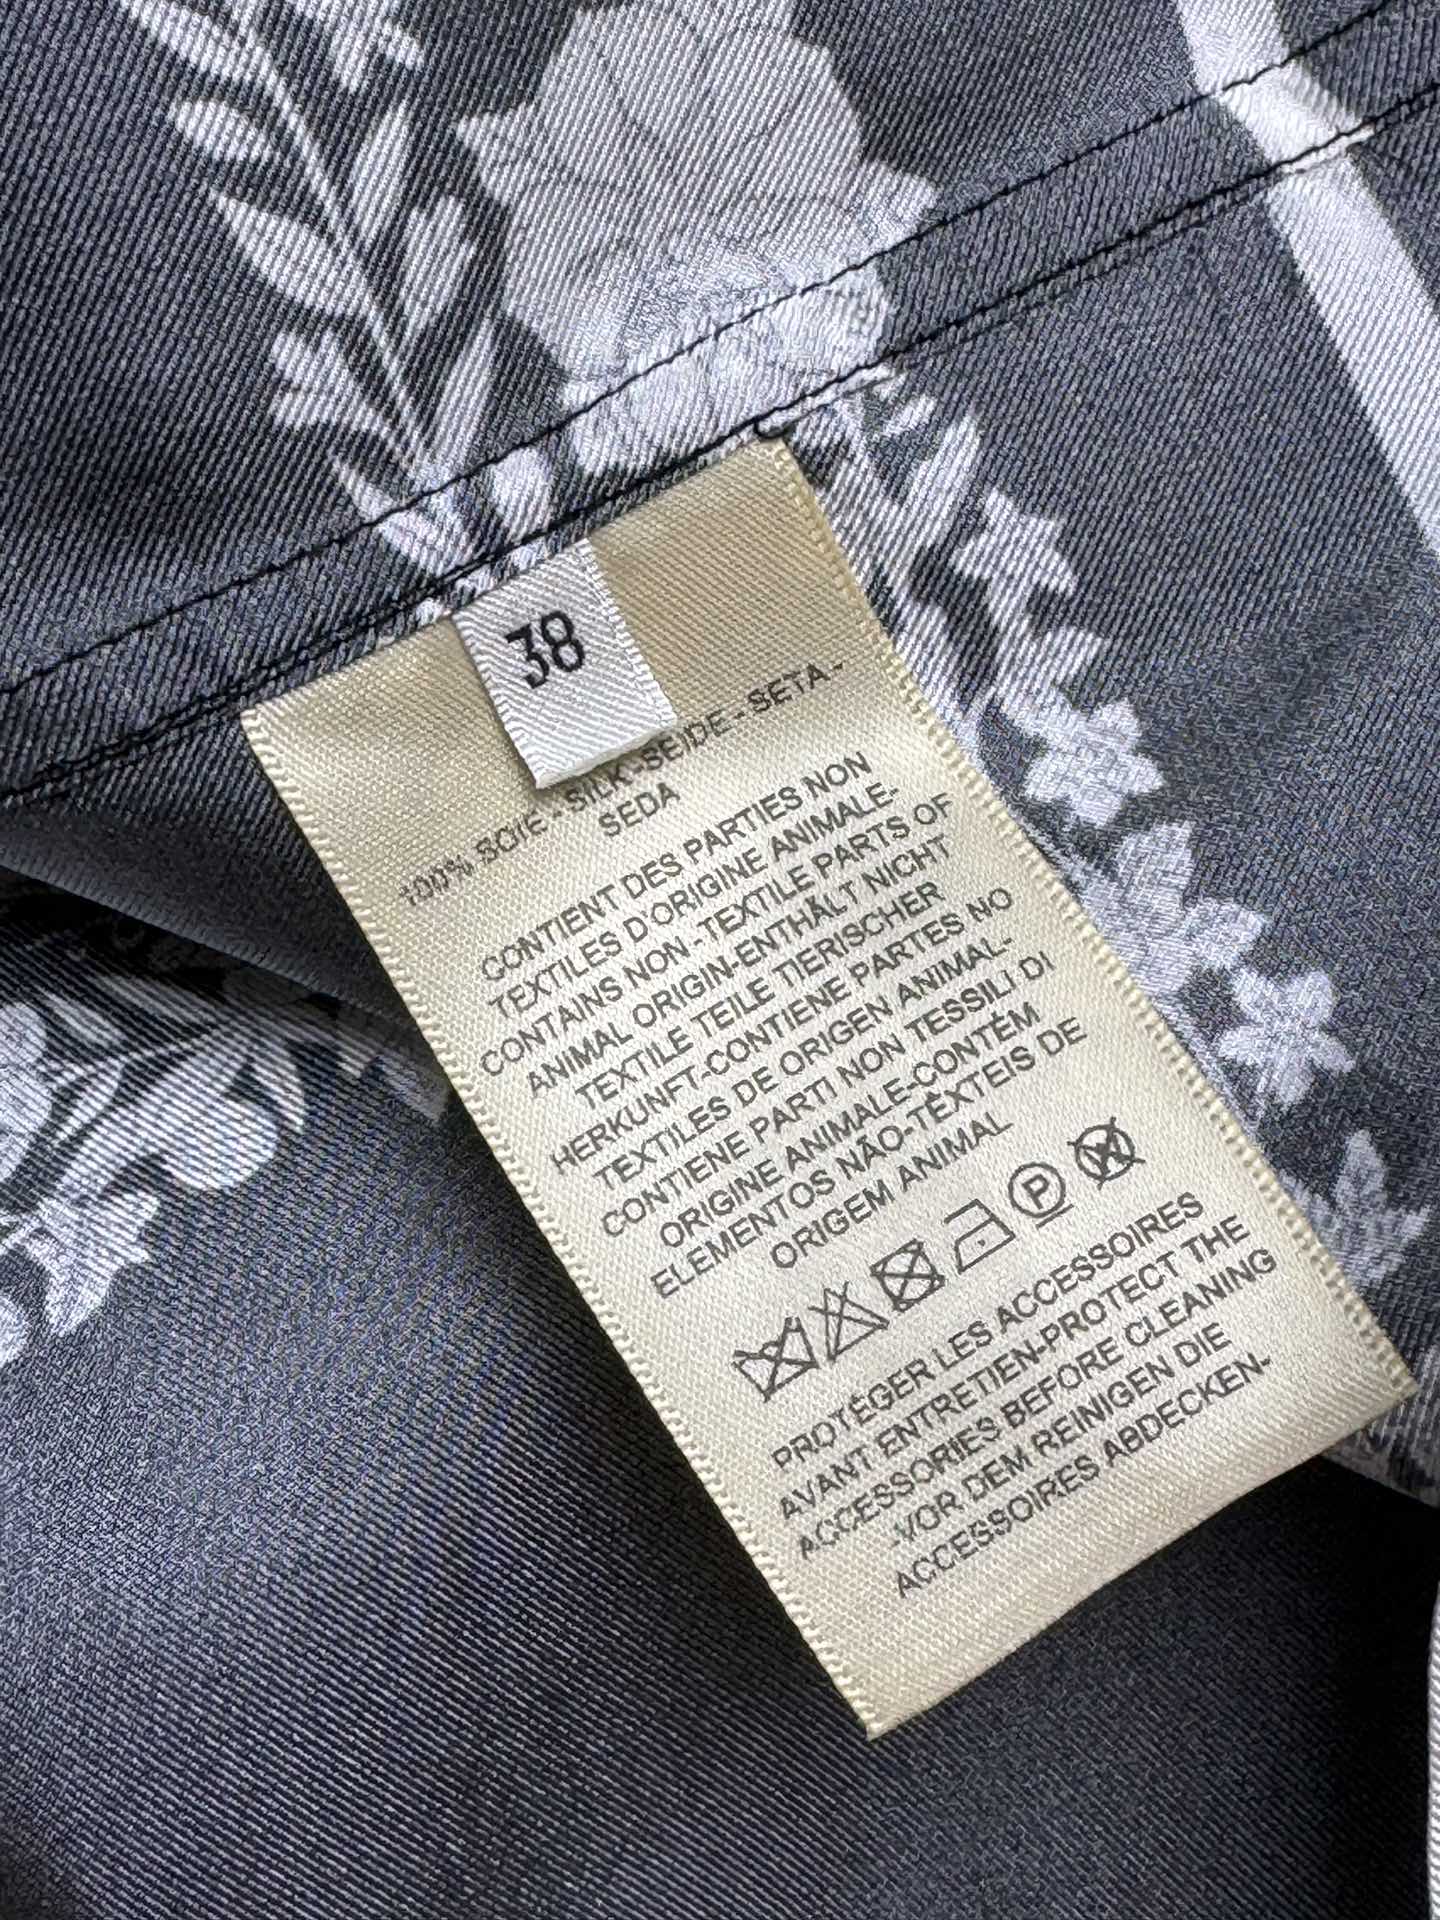 38
100% SOIE - SILK-SEIDE - SETA -
SEDA
CONTIENT DES PARTIES NON
TEXTILES D'ORIGINE ANIMALE-
CONTAINS NON -TEXTILE PARTS OF
ANIMAL ORIGIN-ENTHÄLT NICHT
TEXTILE TEILE TIERISCHER
HERKUNFT-CONTIENE PARTES NO
TEXTILES DE ORIGEN ANIMAL-
CONTIENE PARTI NON TESSILI DI
ORIGINE ANIMALE-CONTÉM
ELEMENTOS NÃO-TÊXTEIS DE
ORIGEM ANIMAL
P
PROTÉGER LES ACCESSOIRES
AVANT ENTRETIEN-PROTECT THE
ACCESSORIES BEFORE CLEANING
-VOR DEM REINIGEN DIE
ACCESSOIRES ABDECKEN-